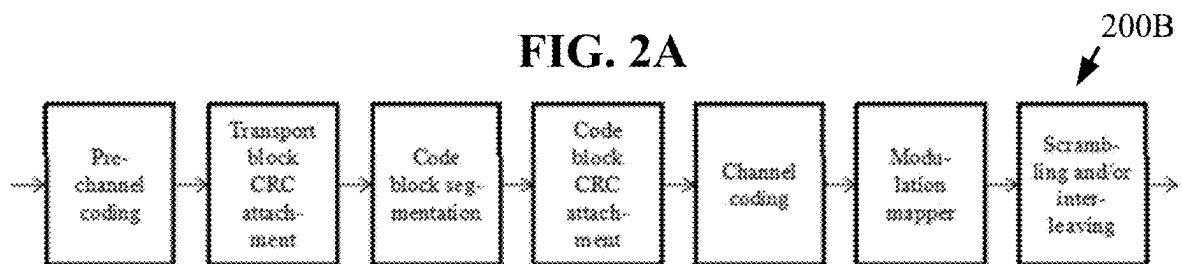 FIG. 2A
200B
Pre-
channel
coding
Transport
block
CRC
attach-
ment
Code
block seg-
mentation
Code
block
CRC
attach-
ment
Channel
coding
Modu-
lation
mapper
Scramb-
ling and/or
inter-
leaving